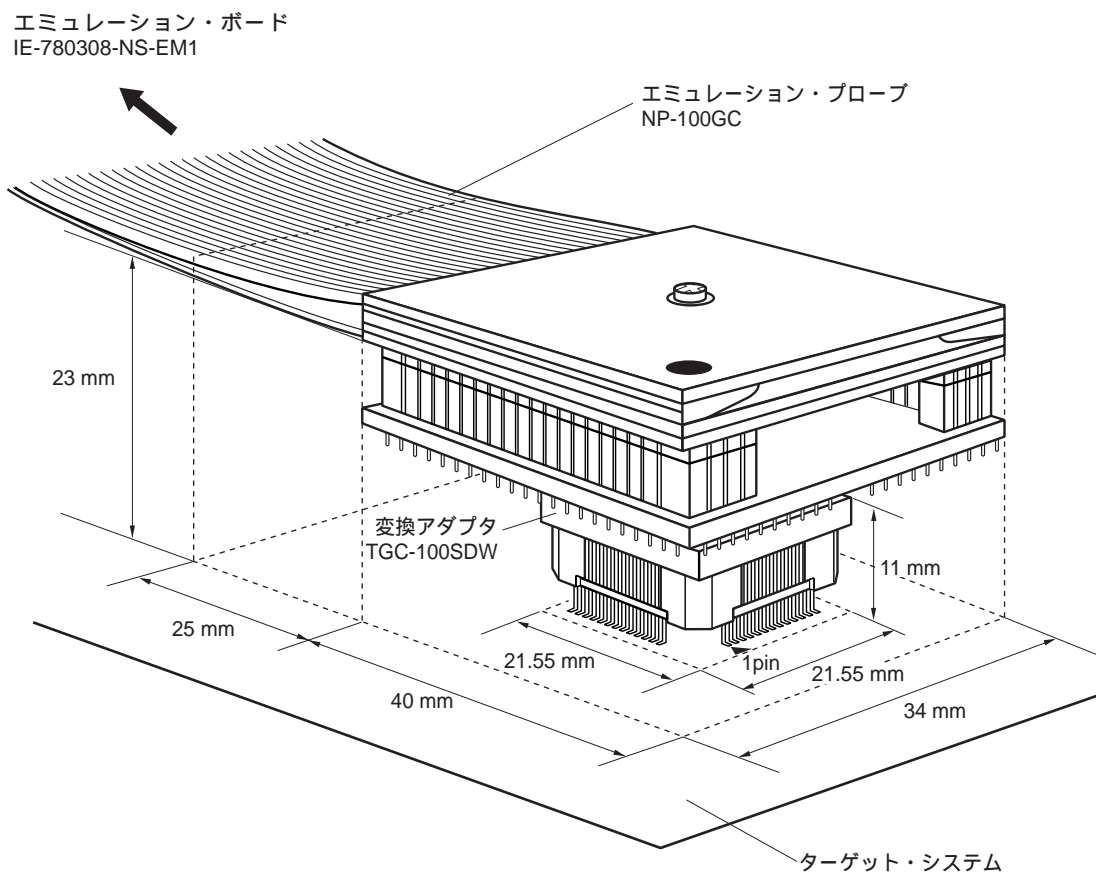 エミュレーション・ボード
IE-780308-NS-EM1
エミュレーション・プローブ
NP-100GC
23 mm
変換アダプタ
TGC-100SDW
11 mm
25 mm
21.55 mm
1pin
21.55 mm
40 mm
34 mm
ターゲット・システム